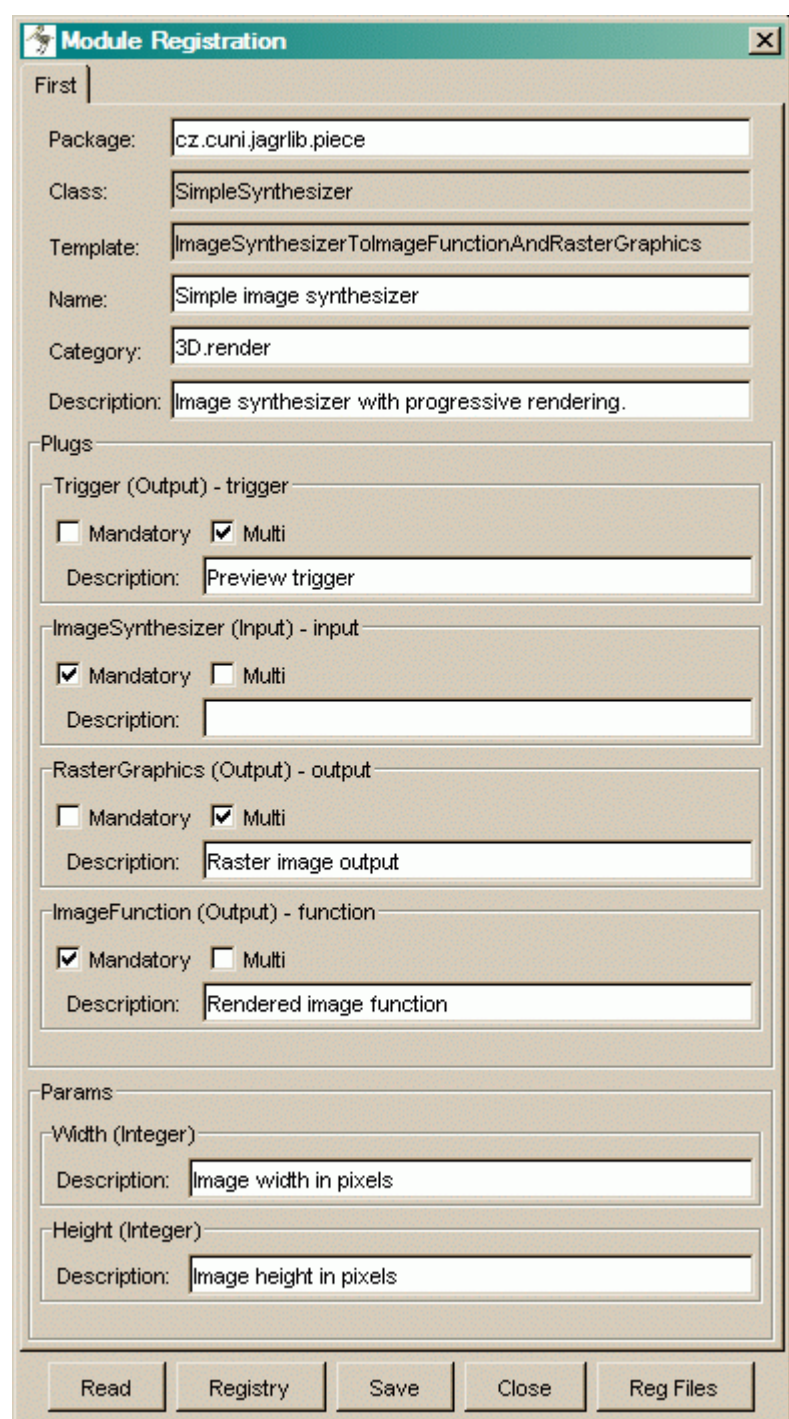 Module Registration
First
Package: cz.cuni.jagrlib.piece
Class: SimpleSynthesizer
Template: ImageSynthesizerToImageFunctionAndRasterGraphics
Name: Simple image synthesizer
Category: 3D.render
Description: Image synthesizer with progressive rendering.
Plugs
Trigger (Output) - trigger
Mandatory Multi
Description: Preview trigger
ImageSynthesizer (Input) - input
Mandatory Multi
Description:
RasterGraphics (Output) - output
Mandatory Multi
Description: Raster image output
ImageFunction (Output) - function
Mandatory Multi
Description: Rendered image function
Params
Width (Integer)
Description: Image width in pixels
Height (Integer)
Description: Image height in pixels
Read Registry Save Close Reg Files